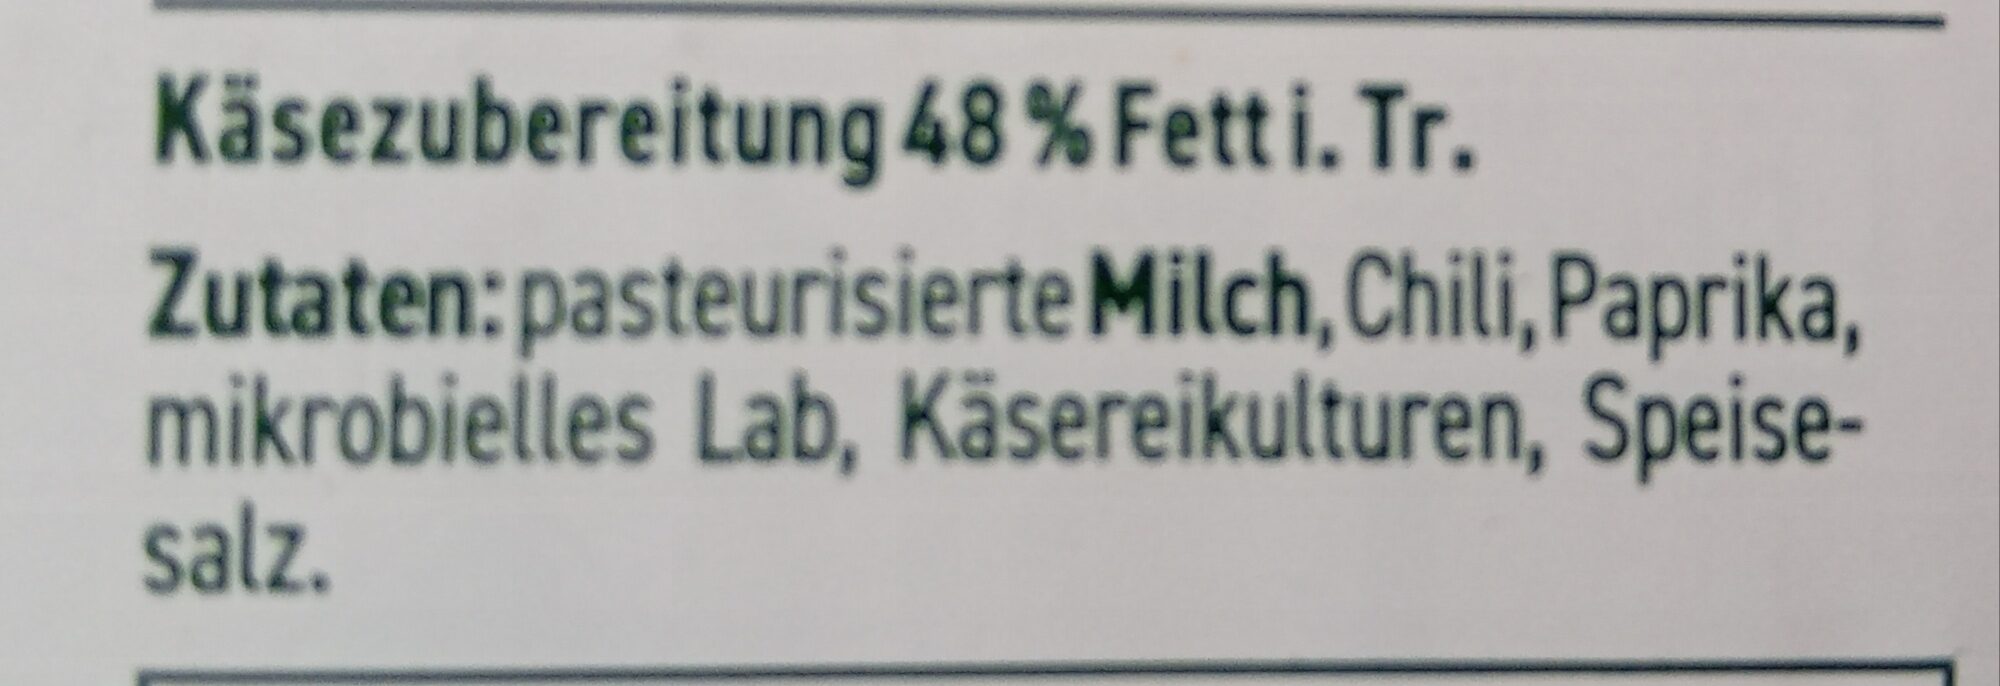 Käsezubereitung 48 % Fett i. Tr.
Zutaten: pasteurisierte Milch, Chili, Paprika,
mikrobielles Lab, Käsereikulturen, Speise-
salz.